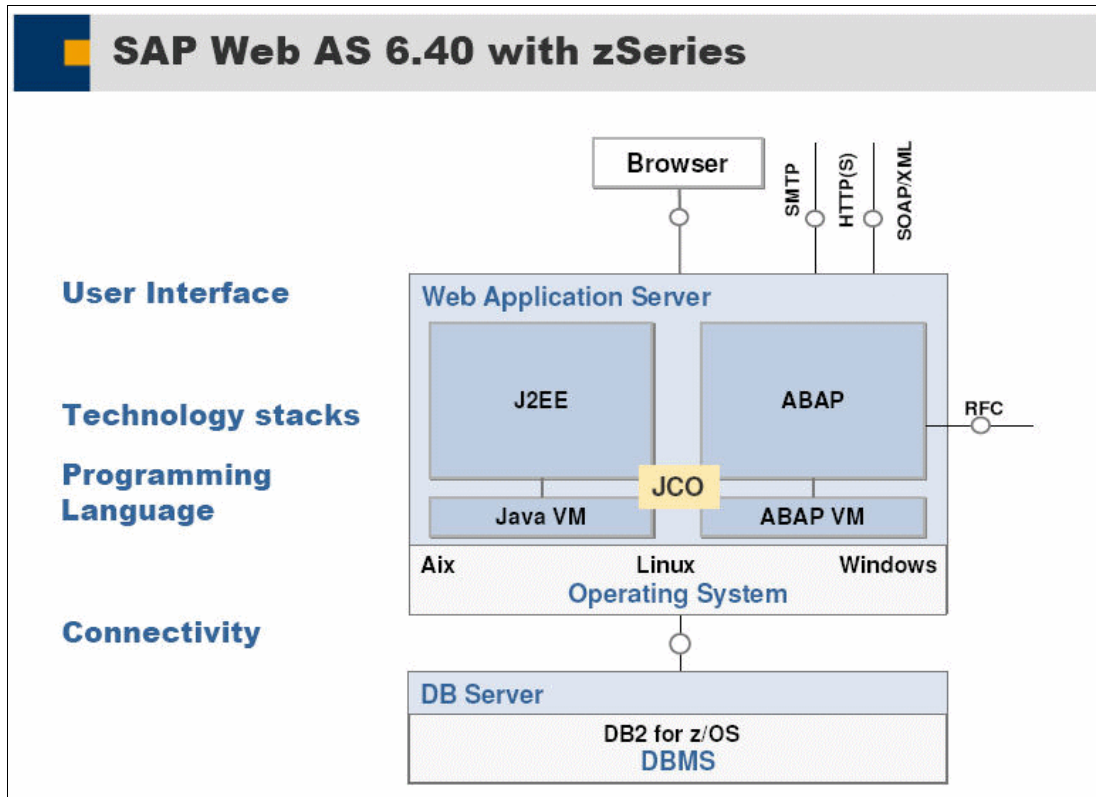 SAP Web AS 6.40 with zSeries
Browser
SMTP
HTTP(S)
SOAP/XML
User Interface
Web Application Server
J2EE
ABAP
Technology stacks
RFC
Programming
Language
JCO
Java VM
ABAP VM
Aix
Linux
Windows
Operating System
Connectivity
DB Server
DB2 for z/OS
DBMS